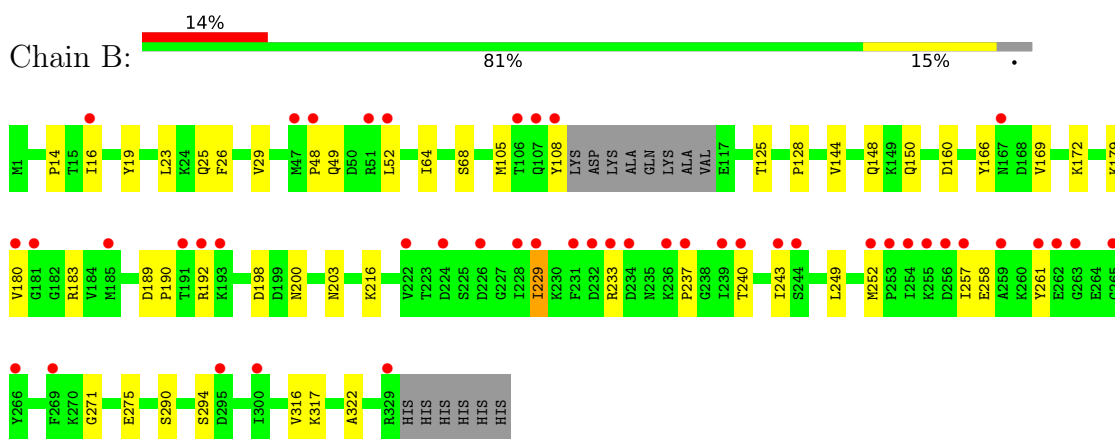 14%
Chain B:
81% 15% •
M1 P14 T15 I16 Y19 L23 K24 Q25 F26 V29 M47 P48 Q49 D50 R51 L52 I64 S68 M105 T106 Q107 Y108 LYS ASP LYS ALA GLN LYS ALA VAL E117 T125 P128 V144 Q148 K149 Q150 D160 Y166 N167 D168 V169 K172 K179
V180 G181 G182 R183 V184 M185 D189 P190 T191 R192 K193 D198 D199 N200 N203 K216 V222 T223 D224 S225 D226 G227 I228 I229 K230 F231 D232 R233 D234 N235 K236 P237 G238 I239 T240 I243 S244 L249 M252 P253 I254 K255 D256 I257 E258 A259 K260 Y261 E262 G263 E264
Y266 F269 K270 G271 E275 S290 S294 D295 I300 V316 K317 A322 R329 HIS HIS HIS HIS HIS HIS